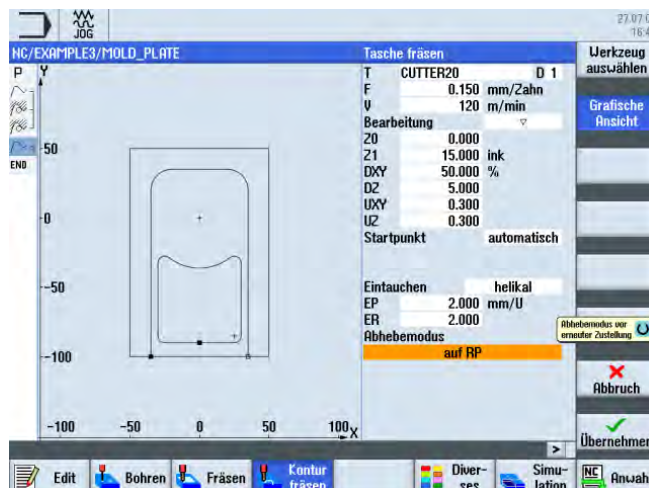 JOG
NC/EXAMPLE3/MOLD_PLATE
Tasche fräsen
Werkzeug
auswählen
P
Y
T CUTTER20 D 1
F 0.150 mm/Zahn
V 120 m/min
Bearbeitung ▽
Grafische
Ansicht
Z0 0.000
Z1 15.000 ink
DXY 50.000 %
DZ 5.000
UXY 0.300
UZ 0.300
Startpunkt automatisch
END
50
0
-50
-100
Eintauchen helikal
EP 2.000 mm/U
ER 2.000
Abhebemodus
auf RP
Abhebemodus vor
erneuter Zustellung
Abbruch
-100 -50 0 50 100 X
Übernehmen
>
Edit
Bohren
Fräsen
Kontur
fräsen
Diver-
ses
Simu-
lation
NC
Anwah